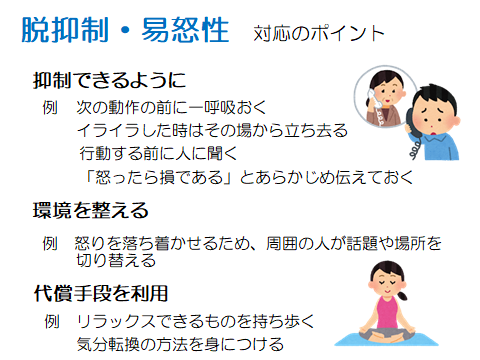 脱抑制・易怒性 対応のポイント
抑制できるように
例 次の動作の前に一呼吸おく
イライラした時はその場から立ち去る
行動する前に人に聞く
「怒ったら損である」とあらかじめ伝えておく
環境を整える
例 怒りを落ち着かせるため、周囲の人が話題や場所を
切り替える
代償手段を利用
例 リラックスできるものを持ち歩く
気分転換の方法を身につける